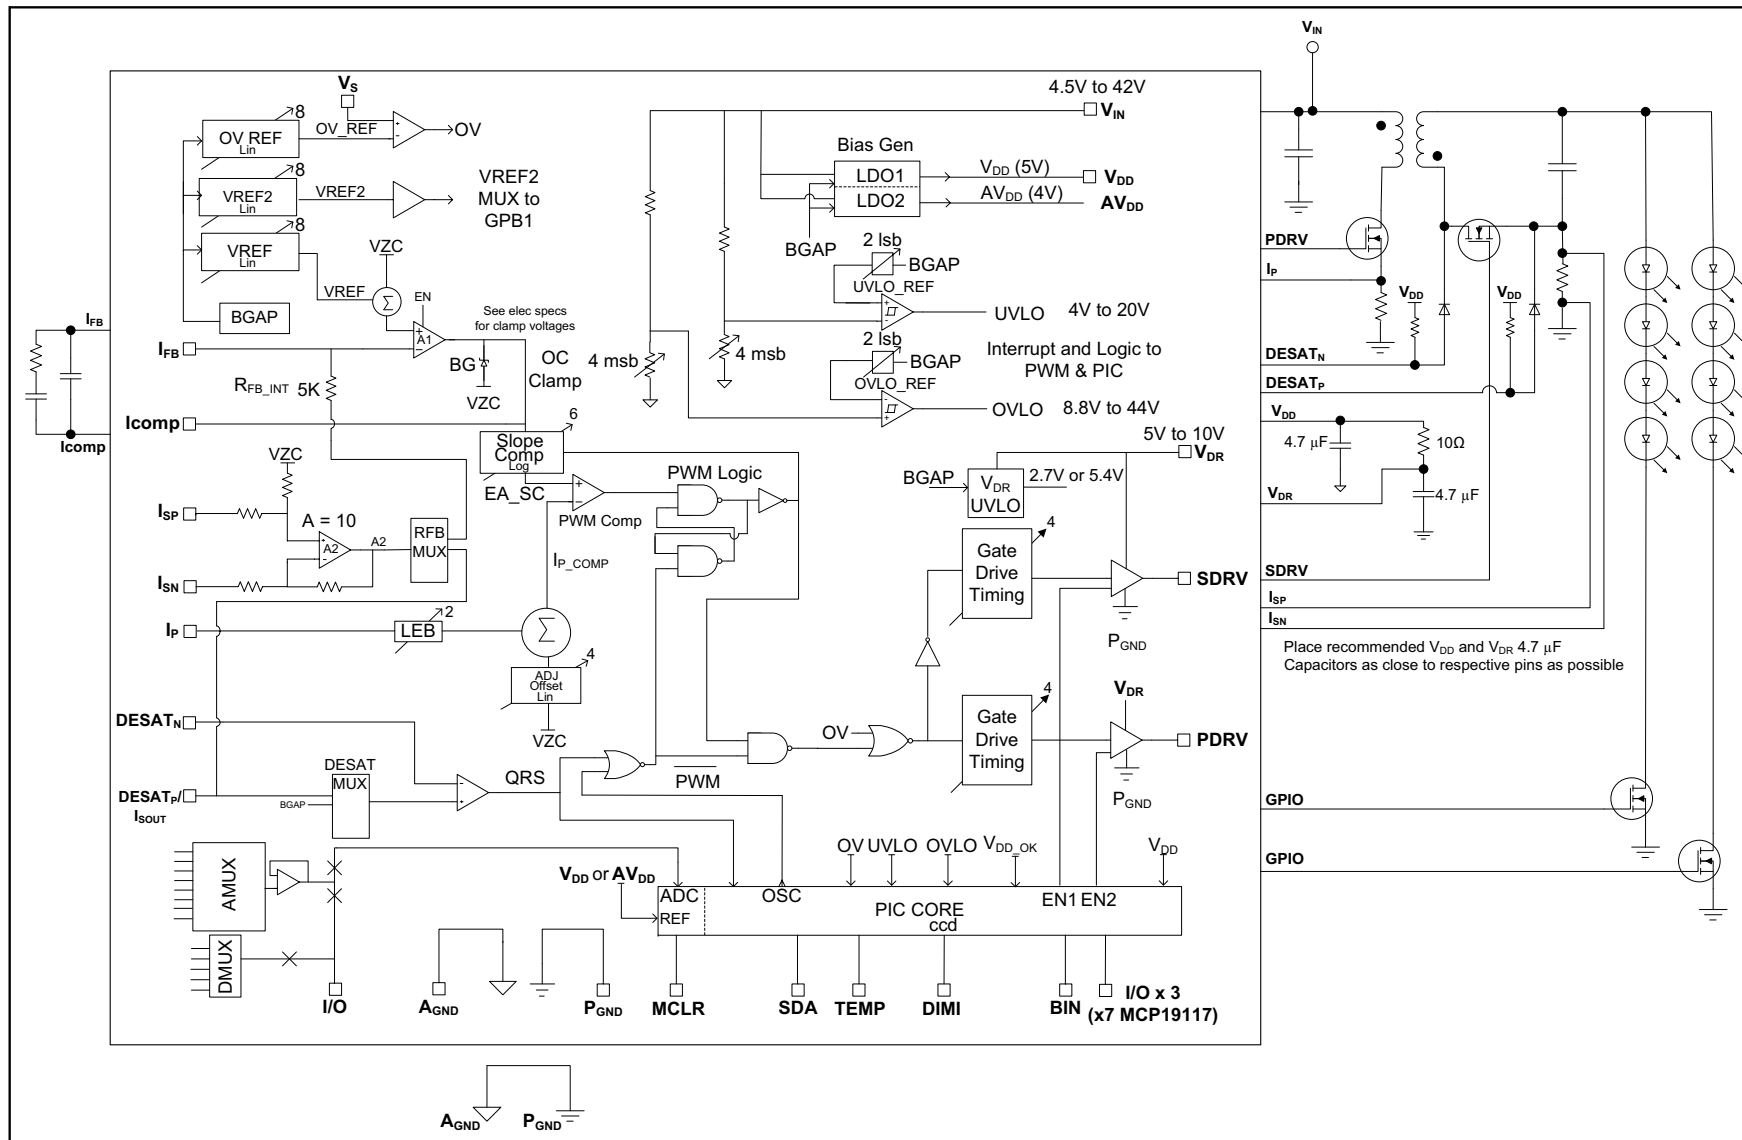 V_IN
4.5V to 42V
V_S
V_IN
8
OV_REF
OV
OV REF
Lin
Bias Gen
8
VREF2
MUX to
GPB1
LDO1
V_DD (5V)
V_DD
VREF2
Lin
VREF2
LDO2
AV_DD (4V)
AV_DD
8
VREF
Lin
VZC
BGAP
2 lsb
BGAP
PDRV
I_P
VREF
Σ
EN
UVLO_REF
V_DD
V_DD
BGAP
See elec specs
for clamp voltages
+
-
UVLO
4V to 20V
I_FB
I_FB
+
-
A1
2 lsb
BGAP
Interrupt and Logic to
PWM & PIC
DESAT_N
4 msb
4 msb
BG
OC
Clamp
OVLO_REF
R_FB_INT
5K
VZC
DESAT_P
-
+
OVLO
8.8V to 44V
V_DD
Icomp
Icomp
6
Slope
Comp
Log
5V to 10V
V_DR
4.7 µF
10Ω
VZC
PWM Logic
BGAP
V_DR
UVLO
2.7V or 5.4V
EA_SC
+
-
PWM Comp
V_DR
4.7 µF
I_SP
A = 10
+
-
A2
A2
RFB
MUX
4
Gate
Drive
Timing
I_P_COMP
SDRV
SDRV
I_SN
I_SP
I_SN
I_P
2
LEB
Σ
P_GND
Place recommended V_DD and V_DR 4.7 µF
Capacitors as close to respective pins as possible
4
ADJ
Offset
Lin
4
V_DR
DESAT_N
VZC
OV
Gate
Drive
Timing
PDRV
DESAT
MUX
-
+
QRS
PWM
DESAT_P/
I_SOUT
BGAP
P_GND
GPIO
OV
UVLO
OVLO
V_DD_OK
V_DD
GPIO
AMUX
V_DD or AV_DD
ADC
REF
OSC
PIC CORE
ccd
EN1
EN2
DMUX
I/O
A_GND
P_GND
MCLR
SDA
TEMP
DIMI
BIN
I/O x 3
(x7 MCP19117)
A_GND
P_GND